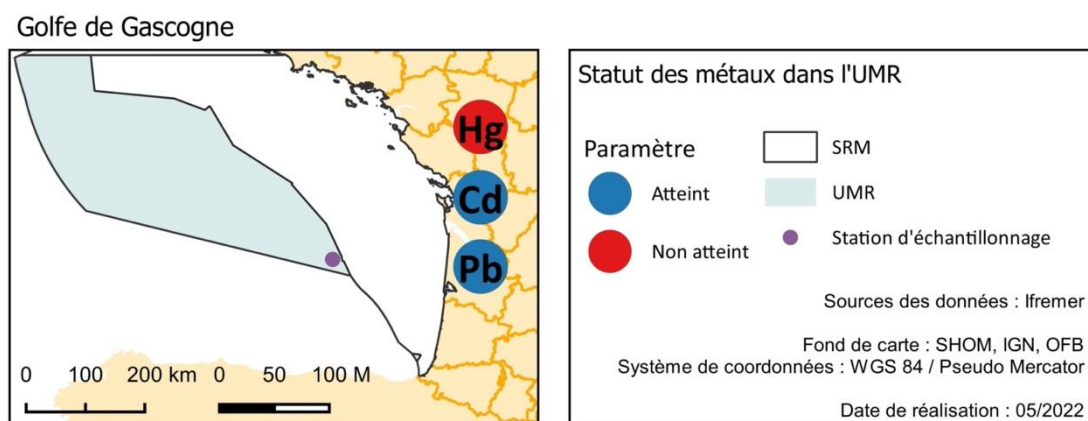 Golfe de Gascogne
Hg
Cd
Pb
0 100 200 km 0 50 100 M
Statut des métaux dans l'UMR
Paramètre
Atteint
Non atteint
SRM
UMR
Station d'échantillonnage
Sources des données : Ifremer
Fond de carte : SHOM, IGN, OFB
Système de coordonnées : WGS 84 / Pseudo Mercator
Date de réalisation : 05/2022